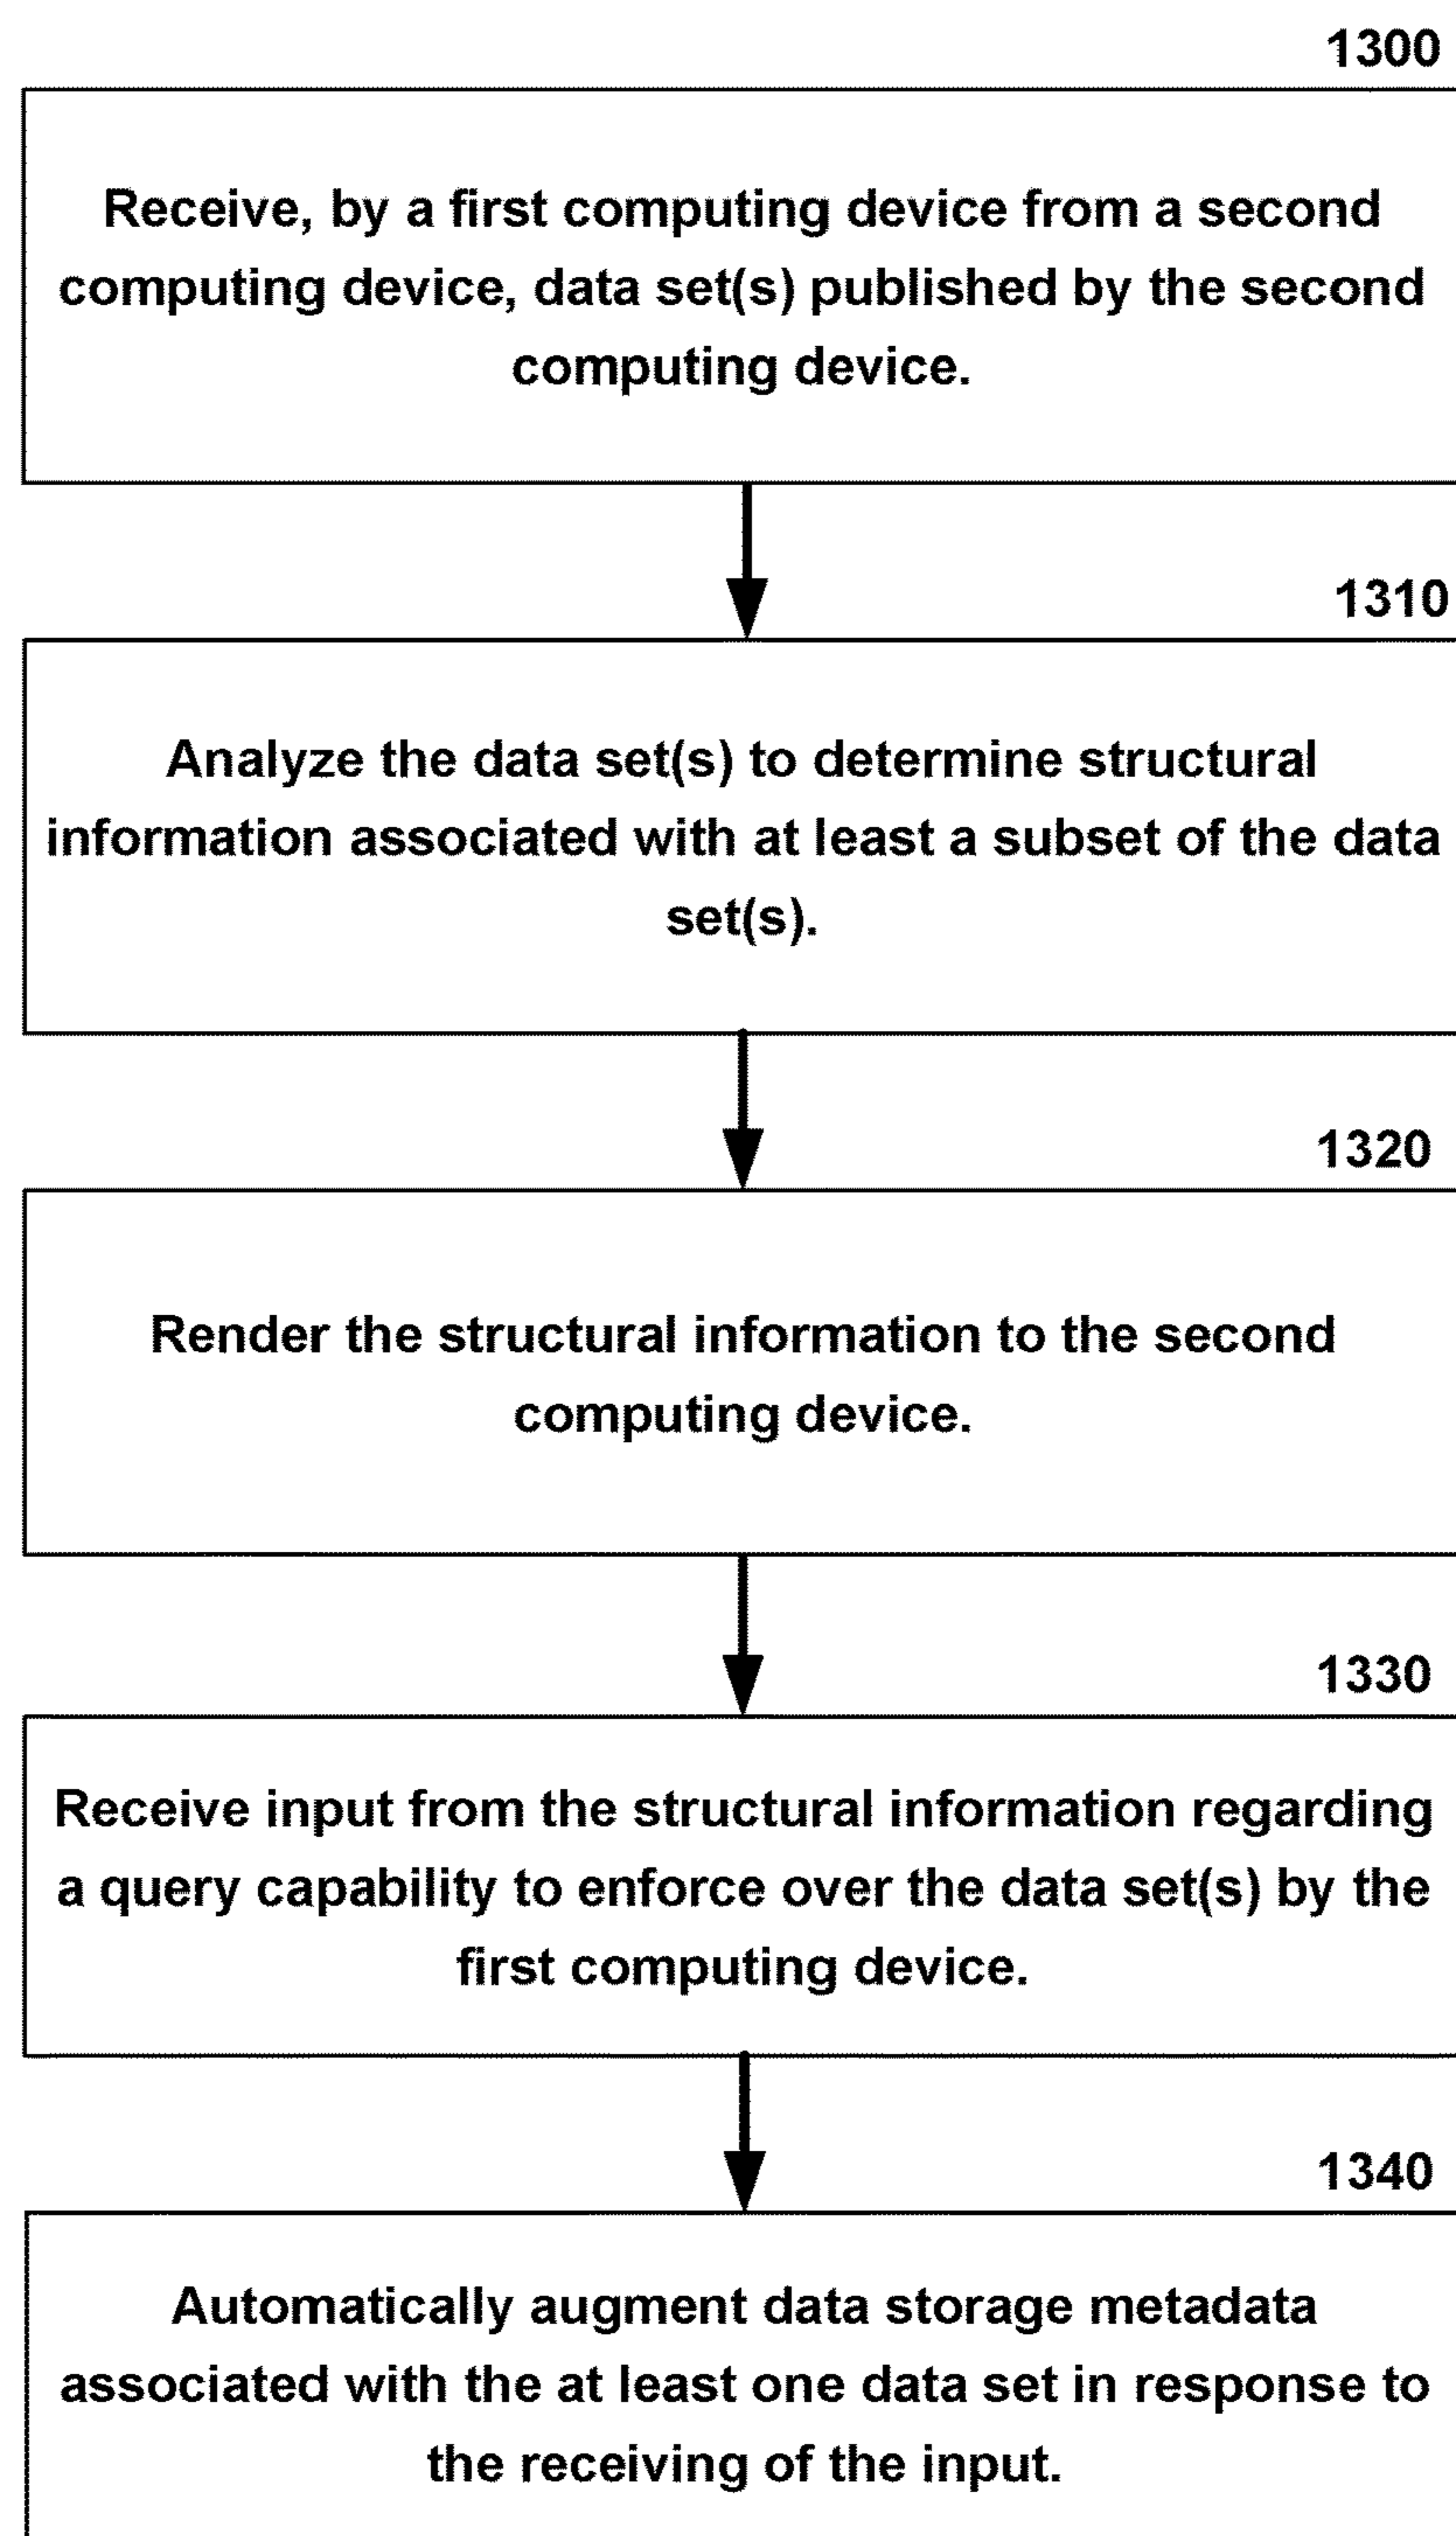 1300
Receive, by a first computing device from a second
computing device, data set(s) published by the second
computing device.
1310
Analyze the data set(s) to determine structural
information associated with at least a subset of the data
set(s).
1320
Render the structural information to the second
computing device.
1330
Receive input from the structural information regarding
a query capability to enforce over the data set(s) by the
first computing device.
1340
Automatically augment data storage metadata
associated with the at least one data set in response to
the receiving of the input.